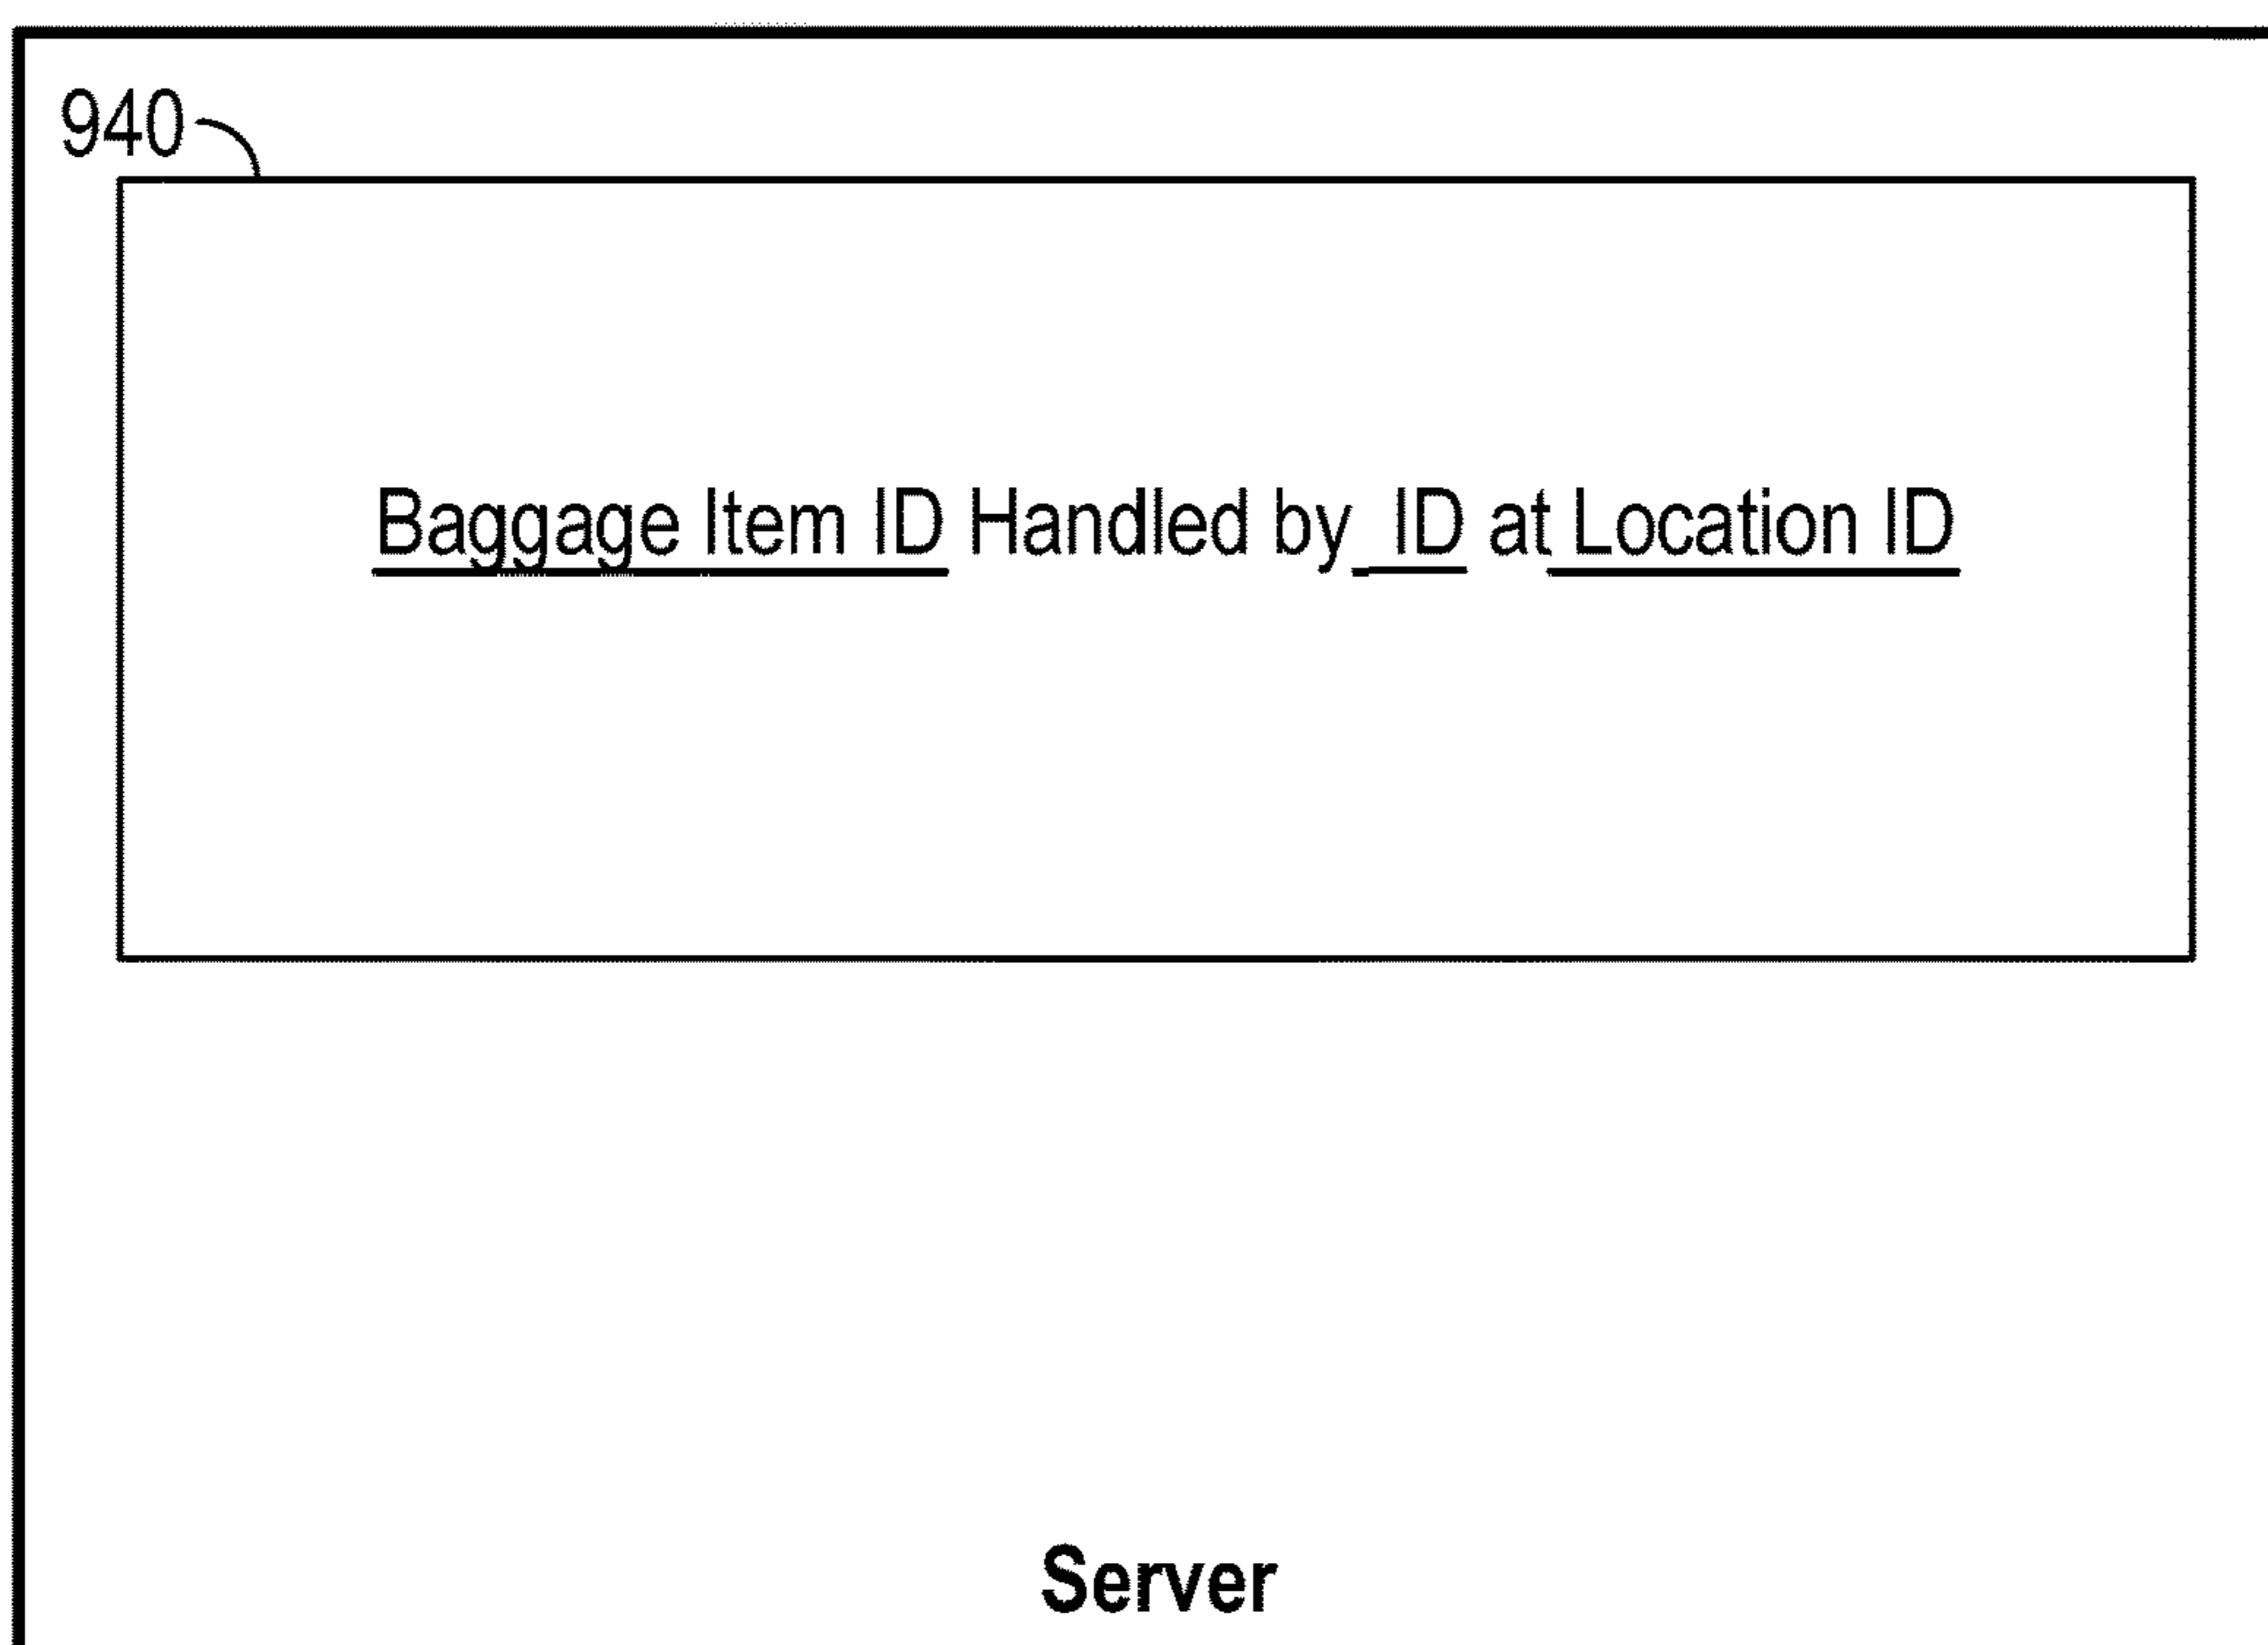 940
Baggage Item ID Handled by ID at Location ID
Server